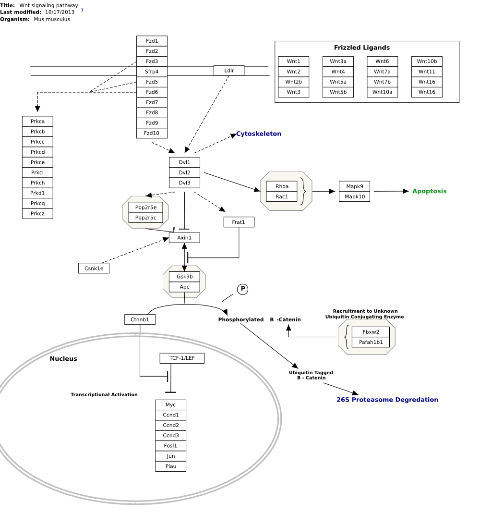 Title: Wnt signaling pathway
Last modified: 10/17/2013
Organism: Mus musculus
Fzd1
Fzd2
Fzd3
Sfrp4
Fzd5
Fzd6
Fzd7
Fzd8
Fzd9
Fzd10
Ldlr
Frizzled Ligands
Wnt1 Wnt3a Wnt6 Wnt10b
Wnt2 Wnt4 Wnt7a Wnt11
Wnt2b Wnt5a Wnt7b Wnt16
Wnt3 Wnt5b Wnt10a Wnt16
Prkca
Prkcb
Prkcc
Prkcd
Prkce
Prkch
Prkd1
Prkcq
Prkcz
Cytoskeleton
Dvl1
Dvl2
Dvl3
Rhoa
Rac1
Mapk9
Mapk10
Apoptosis
Ppp2r5e
Ppp2r5c
Frat1
Axin1
Csnk1e
Gsk3b
Apc
P
Ctnnb1
Phosphorylated B -Catenin
Recruitment to Unknown
Ubiquitin Conjugating Enzyme
Fbxw2
Pafah1b1
Nucleus
TCF-1/LEF
Ubiquitin Tagged
B - Catenin
Transcriptional Activation
26S Proteasome Degredation
Myc
Ccnd1
Ccnd2
Ccnd3
Fosl1
Jun
Plau